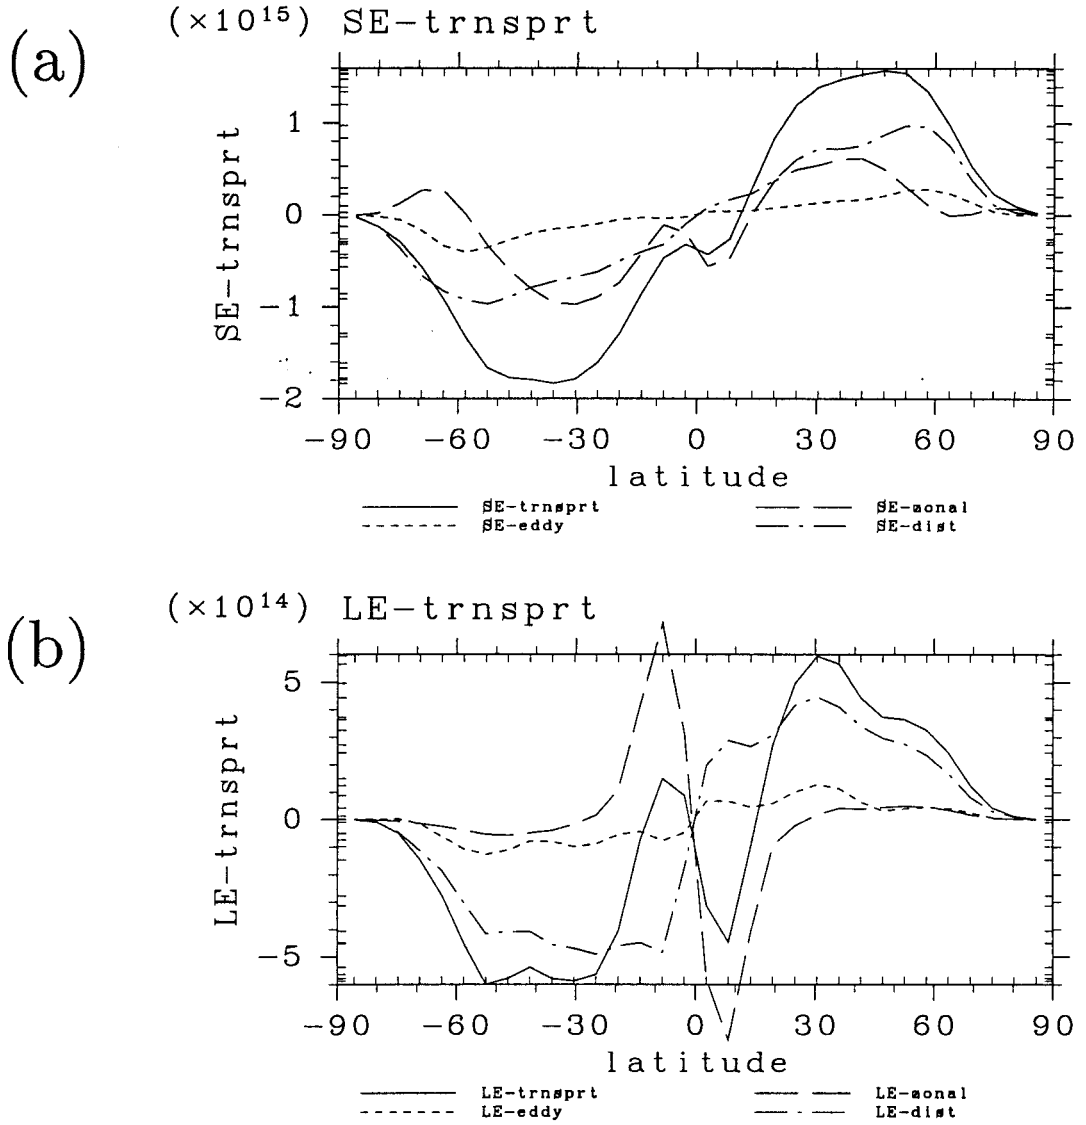 (a)
(×10¹⁵) SE-trnsprt
SE-trnsprt
1
0
-1
-2
-90 -60 -30 0 30 60 90
latitude
SE-trnsprt SE-zonal
SE-eddy SE-dist
(b)
(×10¹⁴) LE-trnsprt
LE-trnsprt
5
0
-5
-90 -60 -30 0 30 60 90
latitude
LE-trnsprt LE-zonal
LE-eddy LE-dist